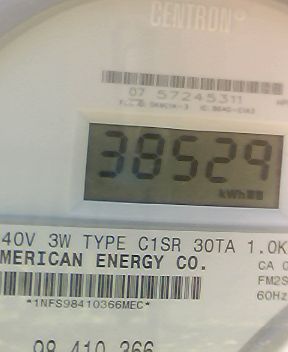 CENTRON®
07 57245311
38529
kWh
40V 3W TYPE C1SR 30TA 1.0K
MERICAN ENERGY CO.
CA 0
FM2S
*1NFS98410366MEC*
60Hz
98 410 366